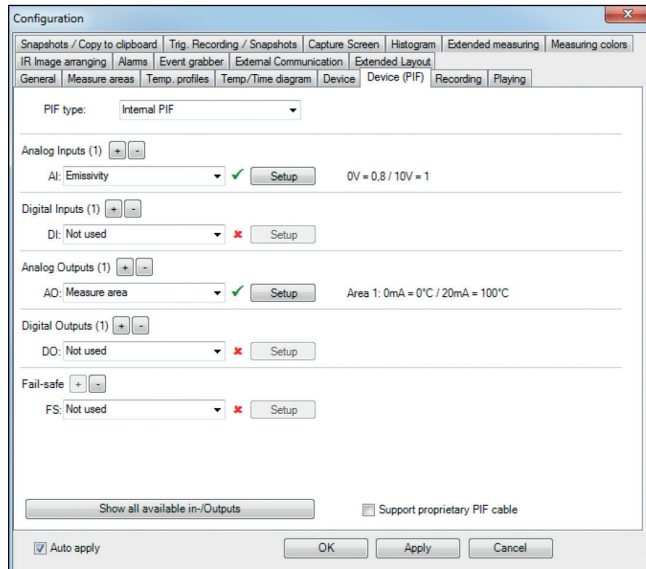 Configuration
Snapshots / Copy to clipboard Trig. Recording / Snapshots Capture Screen Histogram Extended measuring Measuring colors
IR Image arranging Alarms Event grabber External Communication Extended Layout
General Measure areas Temp. profiles Temp/Time diagram Device Device (PIF) Recording Playing
PIF type: Internal PIF
Analog Inputs (1) + -
AI: Emissivity Setup 0V = 0,8 / 10V = 1
Digital Inputs (1) + -
DI: Not used Setup
Analog Outputs (1) + -
AO: Measure area Setup Area 1: 0mA = 0°C / 20mA = 100°C
Digital Outputs (1) + -
DO: Not used Setup
Fail-safe + -
FS: Not used Setup
Show all available in-/Outputs Support proprietary PIF cable
Auto apply OK Apply Cancel